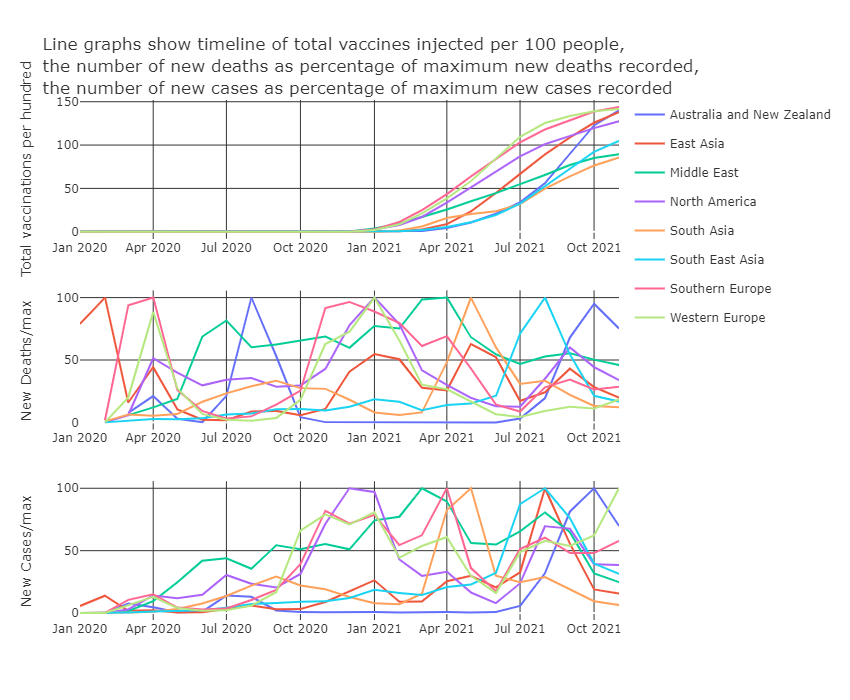 Line graphs show timeline of total vaccines injected per 100 people,
the number of new deaths as percentage of maximum new deaths recorded,
the number of new cases as percentage of maximum new cases recorded
Total vaccinations per hundred
150
100
50
0
Jan 2020 Apr 2020 Jul 2020 Oct 2020 Jan 2021 Apr 2021 Jul 2021 Oct 2021
Australia and New Zealand
East Asia
Middle East
North America
South Asia
South East Asia
Southern Europe
Western Europe
New Deaths/max
100
50
0
Jan 2020 Apr 2020 Jul 2020 Oct 2020 Jan 2021 Apr 2021 Jul 2021 Oct 2021
New Cases/max
100
50
0
Jan 2020 Apr 2020 Jul 2020 Oct 2020 Jan 2021 Apr 2021 Jul 2021 Oct 2021